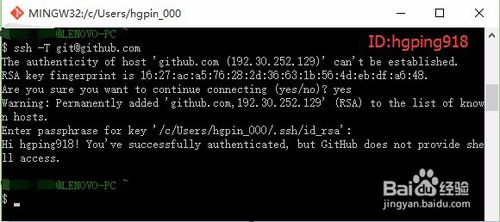 MINGW32:/c/Users/hgpin_000
@LENOVO-PC ~
ID:hgping918
$ ssh -T git@github.com
The authenticity of host 'github.com (192.30.252.129)' can't be established.
RSA key fingerprint is 16:27:ac:a5:76:28:2d:36:63:1b:56:4d:eb:df:a6:48.
Are you sure you want to continue connecting (yes/no)? yes
Warning: Permanently added 'github.com,192.30.252.129' (RSA) to the list of know
n hosts.
Enter passphrase for key '/c/Users/hgpin_000/.ssh/id_rsa':
Hi hgping918! You've successfully authenticated, but GitHub does not provide she
ll access.
@LENOVO-PC ~
$
Baidu 经验
jingyan.baidu.com